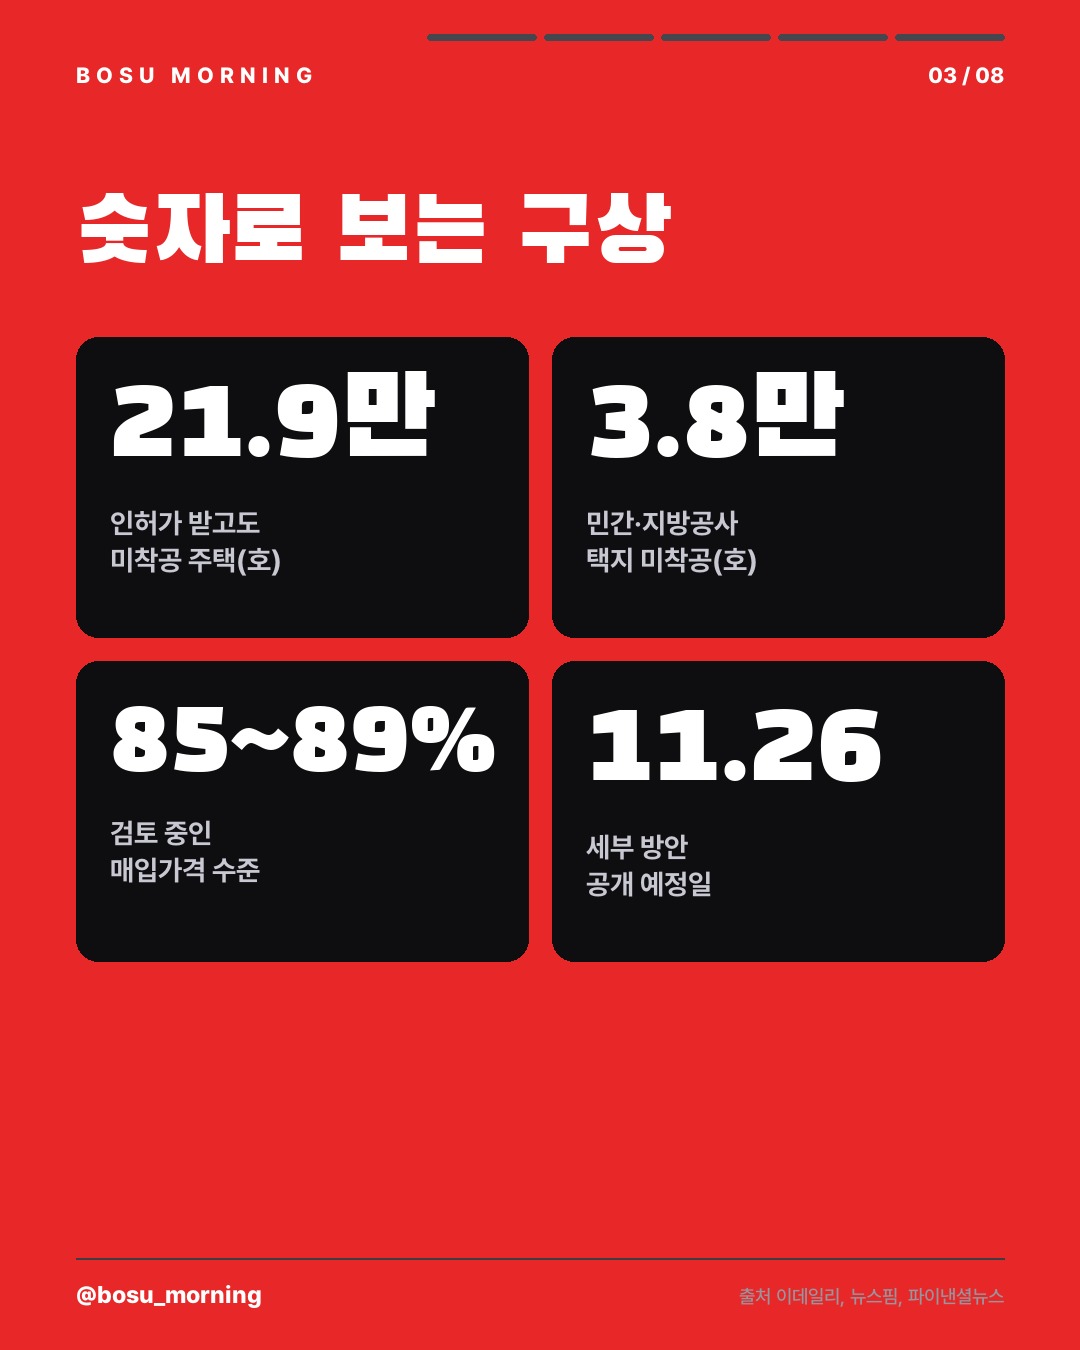 BOSU MORNING
03 / 08
숫자로 보는 구상
21.9만
인허가 받고도
미착공 주택(호)
3.8만
민간·지방공사
택지 미착공(호)
85~89%
검토 중인
매입가격 수준
11.26
세부 방안
공개 예정일
@bosu_morning
출처 이데일리, 뉴스핌, 파이낸셜뉴스